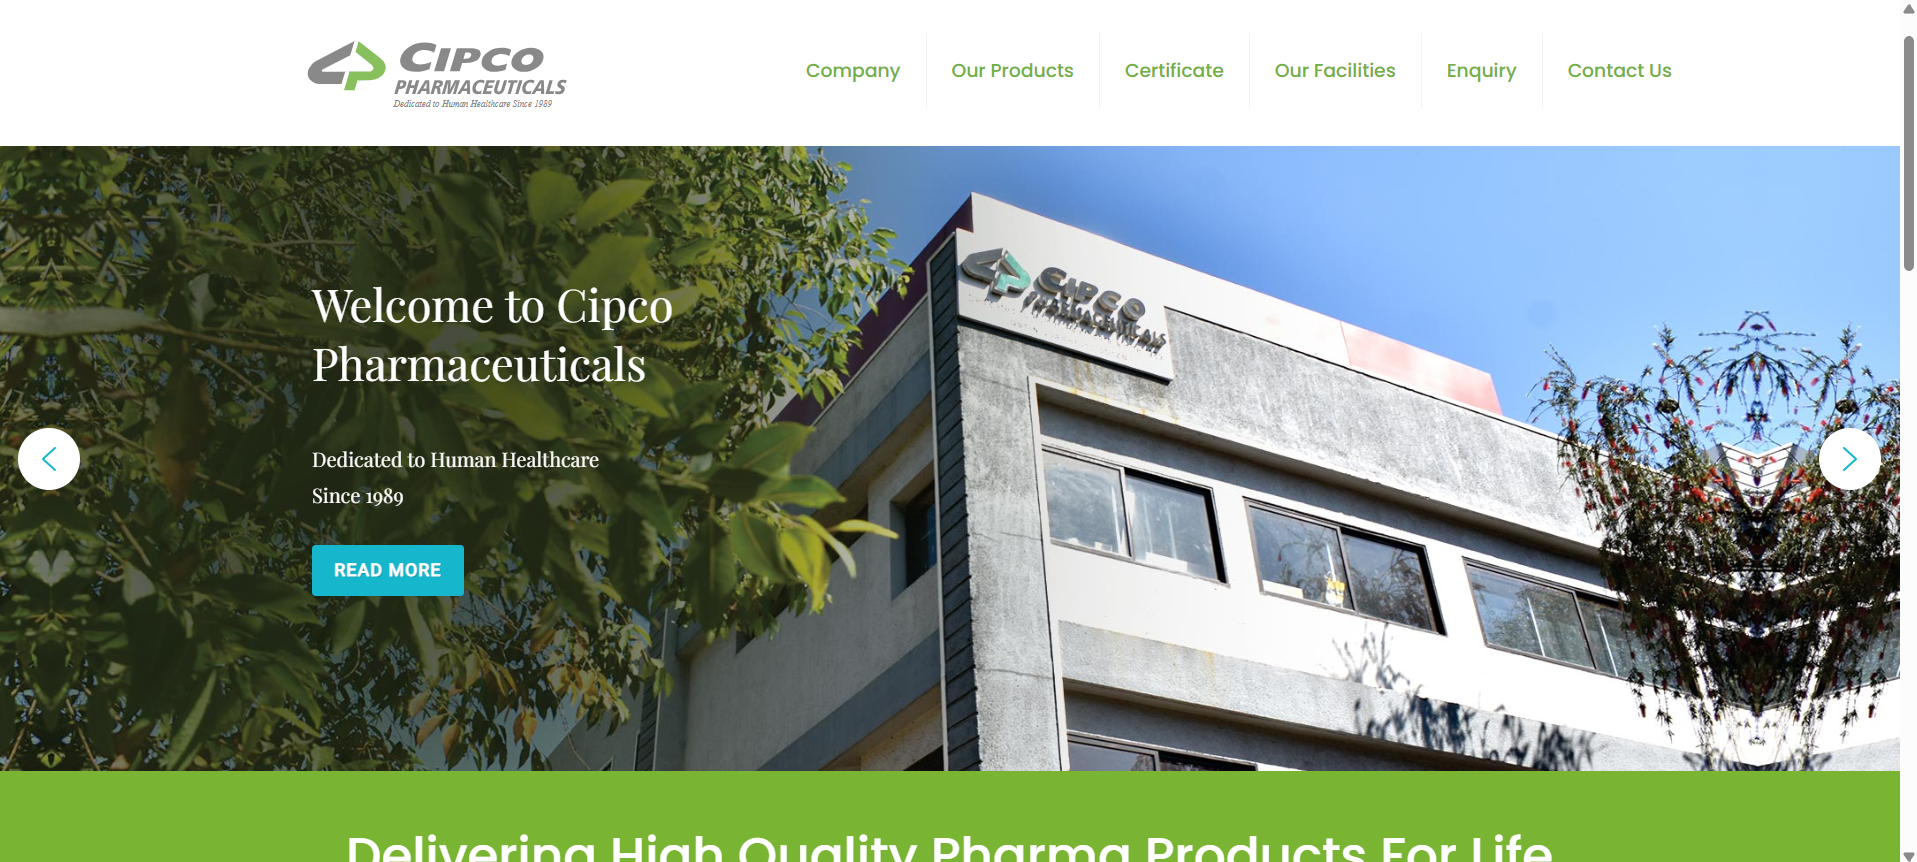 CIPCO
PHARMACEUTICALS
Dedicated to Human Healthcare Since 1989
Company
Our Products
Certificate
Our Facilities
Enquiry
Contact Us
CIPCO
PHARMACEUTICALS
Welcome to Cipco
Pharmaceuticals
Dedicated to Human Healthcare
Since 1989
READ MORE
Delivering High Quality Pharma Products For Life